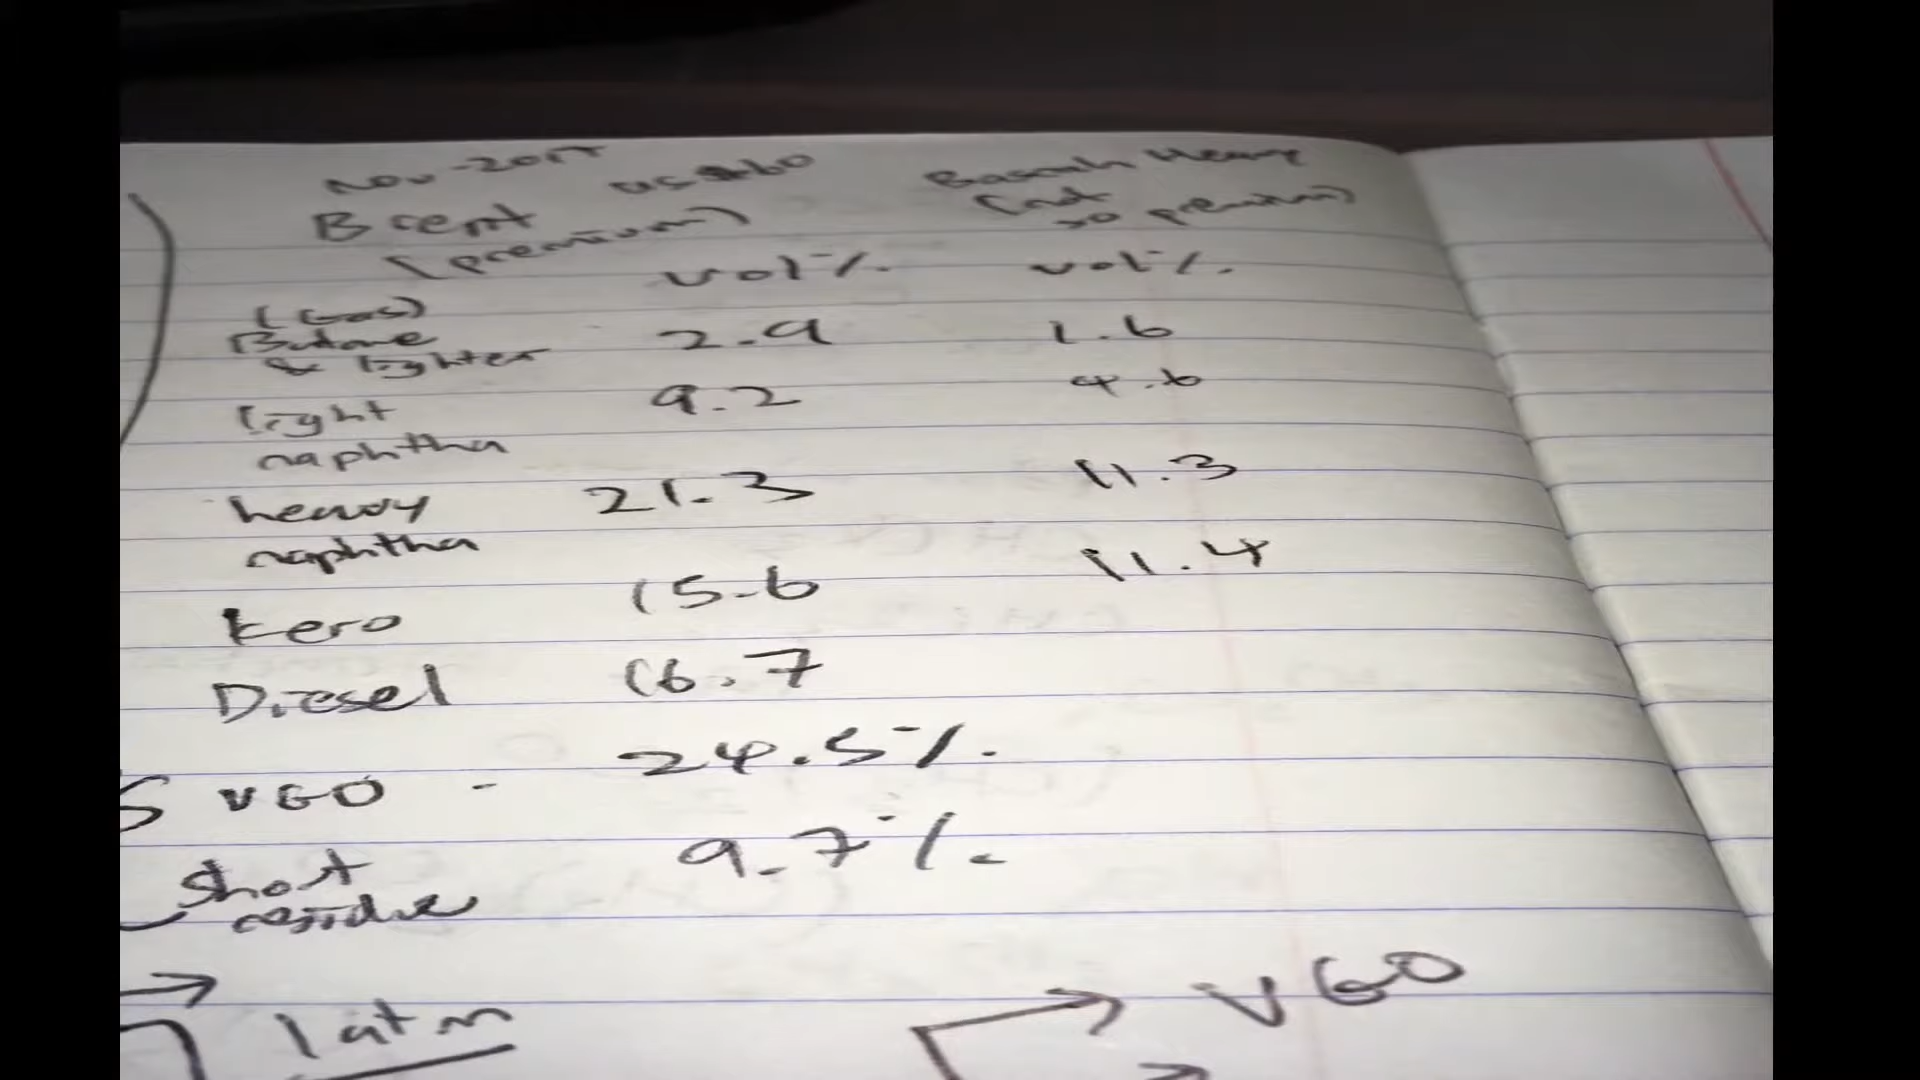 Nov-2017 US $60 Basrah Heavy
Brent (not
(premium) so premium)
vol% vol%.
(Gas)
Butane 2.9 1.6
& lighter
light 9.2 4.6
naphtha
heavy 21.3 11.3
naphtha
Kero 15.6 11.4
Diesel 16.7
VGO - 24.5%.
Short 9.7%.
residue
→ 1 atm VGO